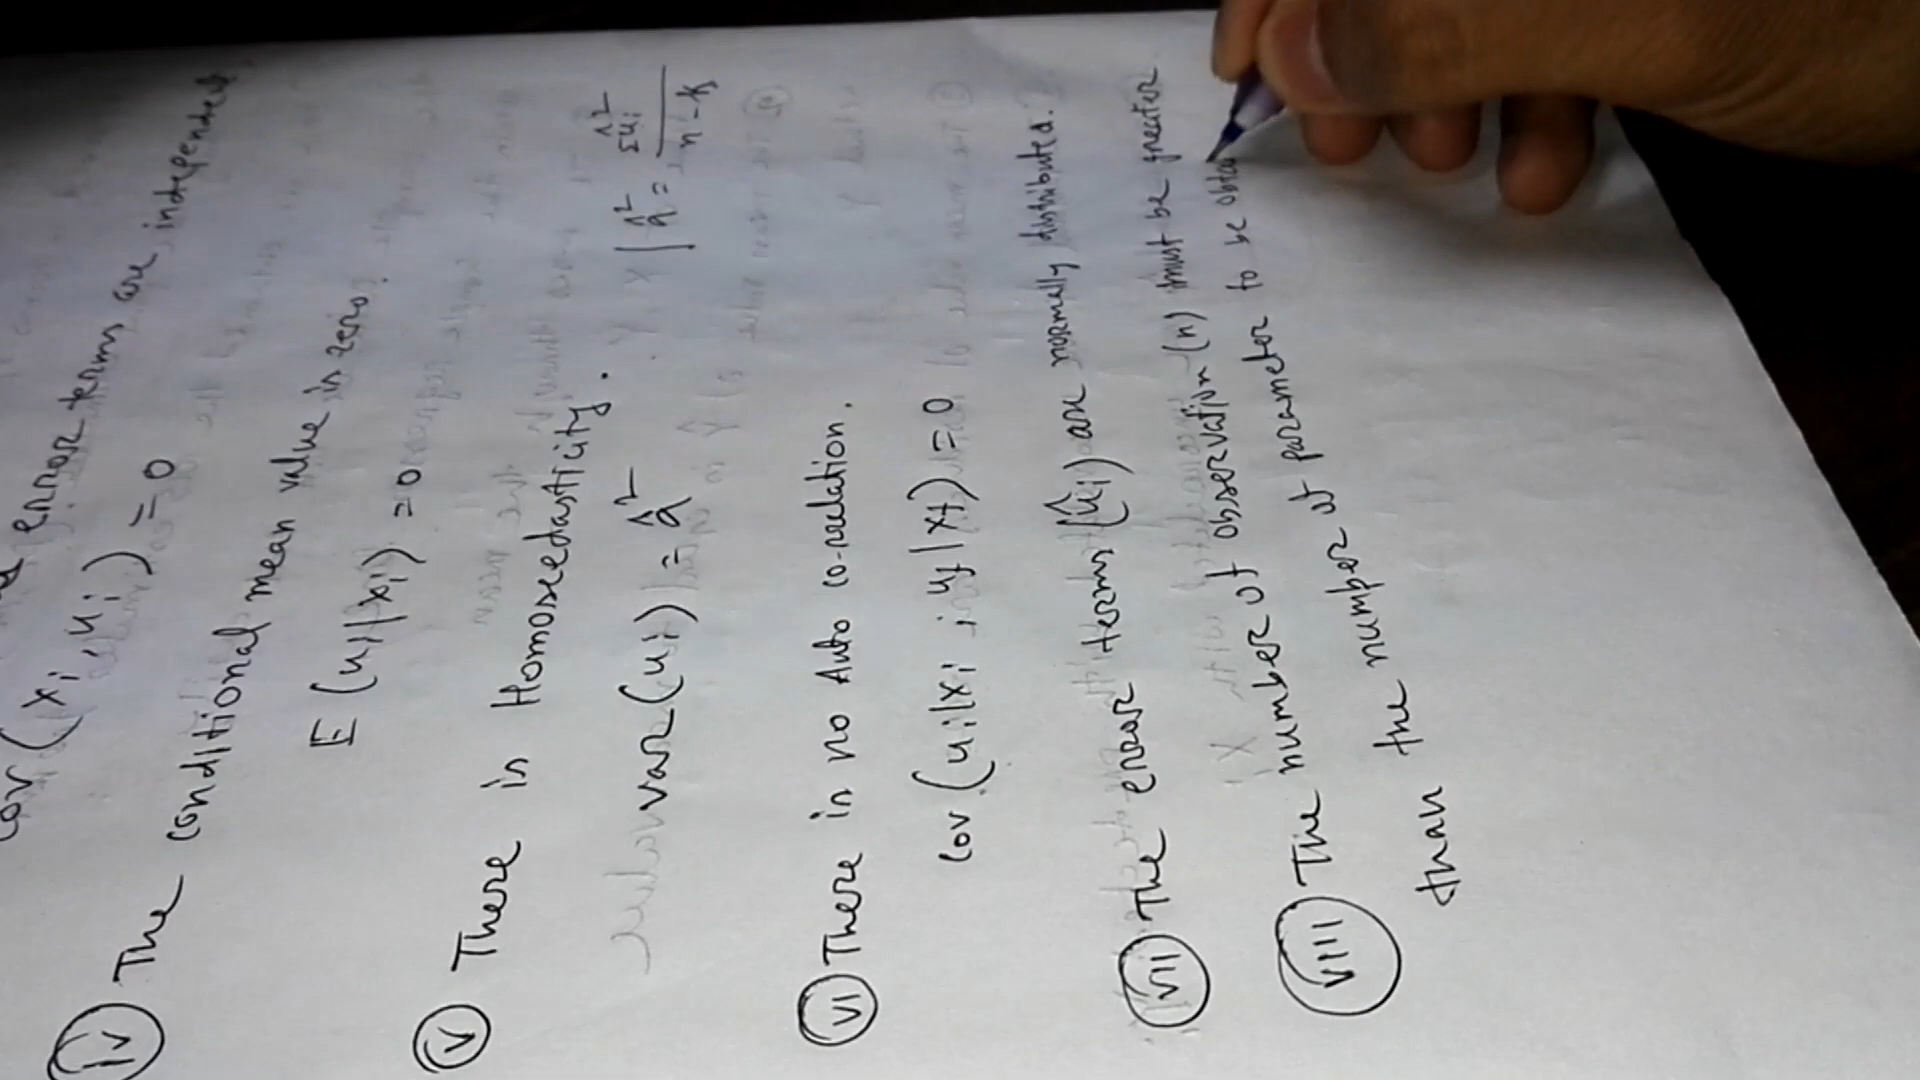 error terms are independent.
cov (xi, ui) = 0
(iv) The conditional mean value is zero.
E (ui|xi) = 0
(v) There is Homoscedasticity.
var (ui) = σ̂² | σ̂² = Σûi² / n-k
(vi) There is no Auto co-relation.
cov (ui|xi, uj|xj) = 0
(vii) The error terms (ûi) are normally distributed.
(viii) The number of observation (n) must be greater
than the number of parameter to be obta